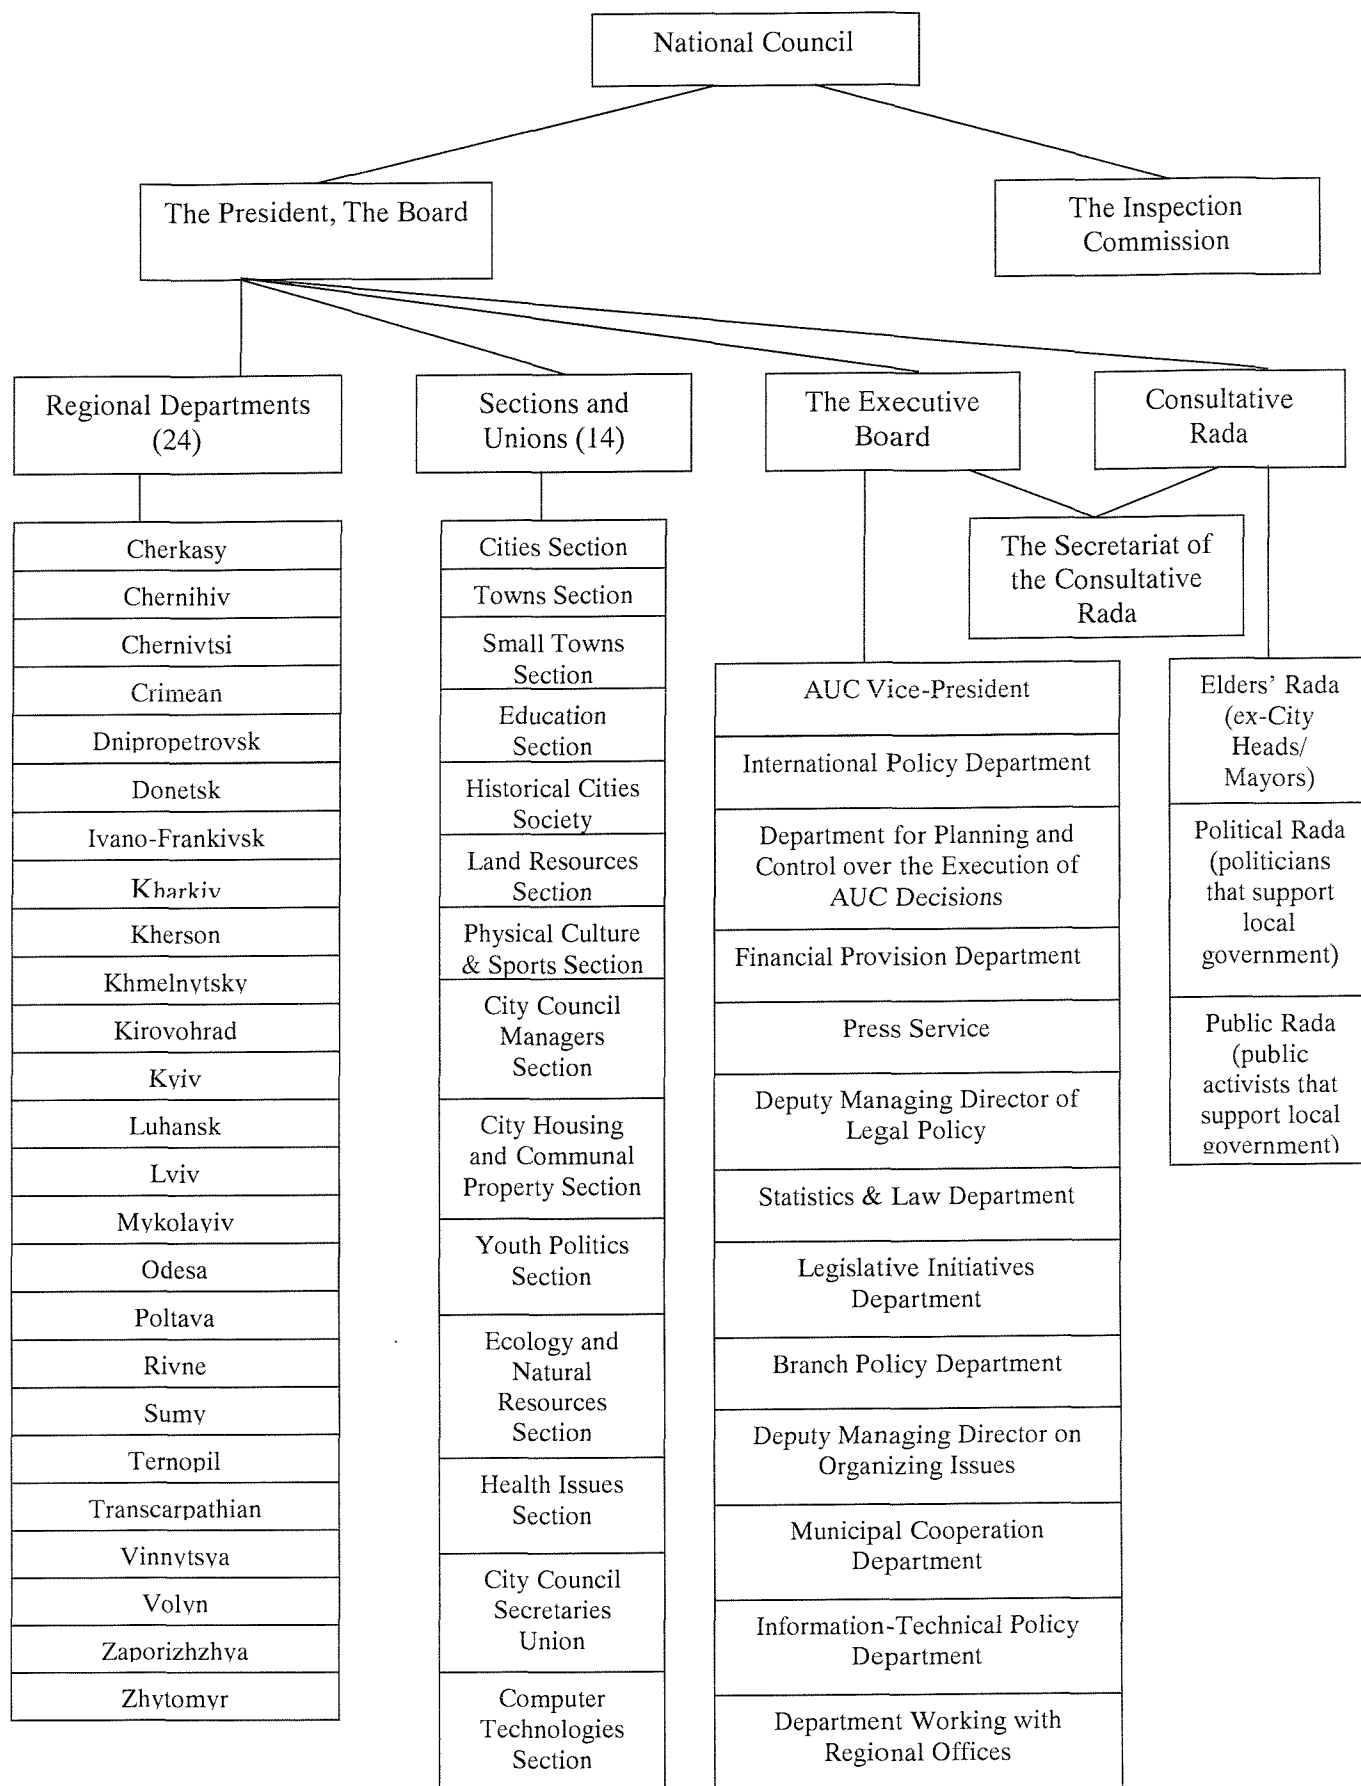 National Council
The President, The Board
The Inspection
Commission
Regional Departments
(24)
Sections and
Unions (14)
The Executive
Board
Consultative
Rada
The Secretariat of
the Consultative
Rada
Cherkasy
Chernihiv
Chernivtsi
Crimean
Dnipropetrovsk
Donetsk
Ivano-Frankivsk
Kharkiv
Kherson
Khmelnytsky
Kirovohrad
Kyiv
Luhansk
Lviv
Mykolayiv
Odesa
Poltava
Rivne
Sumy
Ternopil
Transcarpathian
Vinnytsya
Volyn
Zaporizhzhya
Zhytomyr
Cities Section
Towns Section
Small Towns
Section
Education
Section
Historical Cities
Society
Land Resources
Section
Physical Culture
& Sports Section
City Council
Managers
Section
City Housing
and Communal
Property Section
Youth Politics
Section
Ecology and
Natural
Resources
Section
Health Issues
Section
City Council
Secretaries
Union
Computer
Technologies
Section
AUC Vice-President
International Policy Department
Department for Planning and
Control over the Execution of
AUC Decisions
Financial Provision Department
Press Service
Deputy Managing Director of
Legal Policy
Statistics & Law Department
Legislative Initiatives
Department
Branch Policy Department
Deputy Managing Director on
Organizing Issues
Municipal Cooperation
Department
Information-Technical Policy
Department
Department Working with
Regional Offices
Elders' Rada
(ex-City
Heads/
Mayors)
Political Rada
(politicians
that support
local
government)
Public Rada
(public
activists that
support local
government)